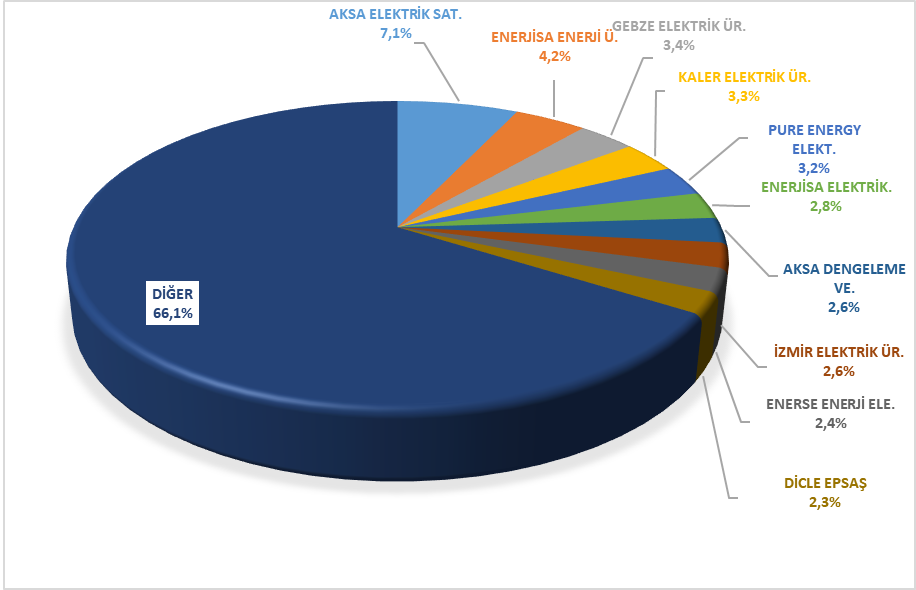 AKSA ELEKTRİK SAT.
7,1%
ENERJİSA ENERJİ Ü.
4,2%
GEBZE ELEKTRİK ÜR.
3,4%
KALER ELEKTRİK ÜR.
3,3%
PURE ENERGY
ELEKT.
3,2%
ENERJİSA ELEKTRİK.
2,8%
AKSA DENGELEME
VE.
2,6%
İZMİR ELEKTRİK ÜR.
2,6%
ENERSE ENERJİ ELE.
2,4%
DİCLE EPSAŞ
2,3%
DİĞER
66,1%